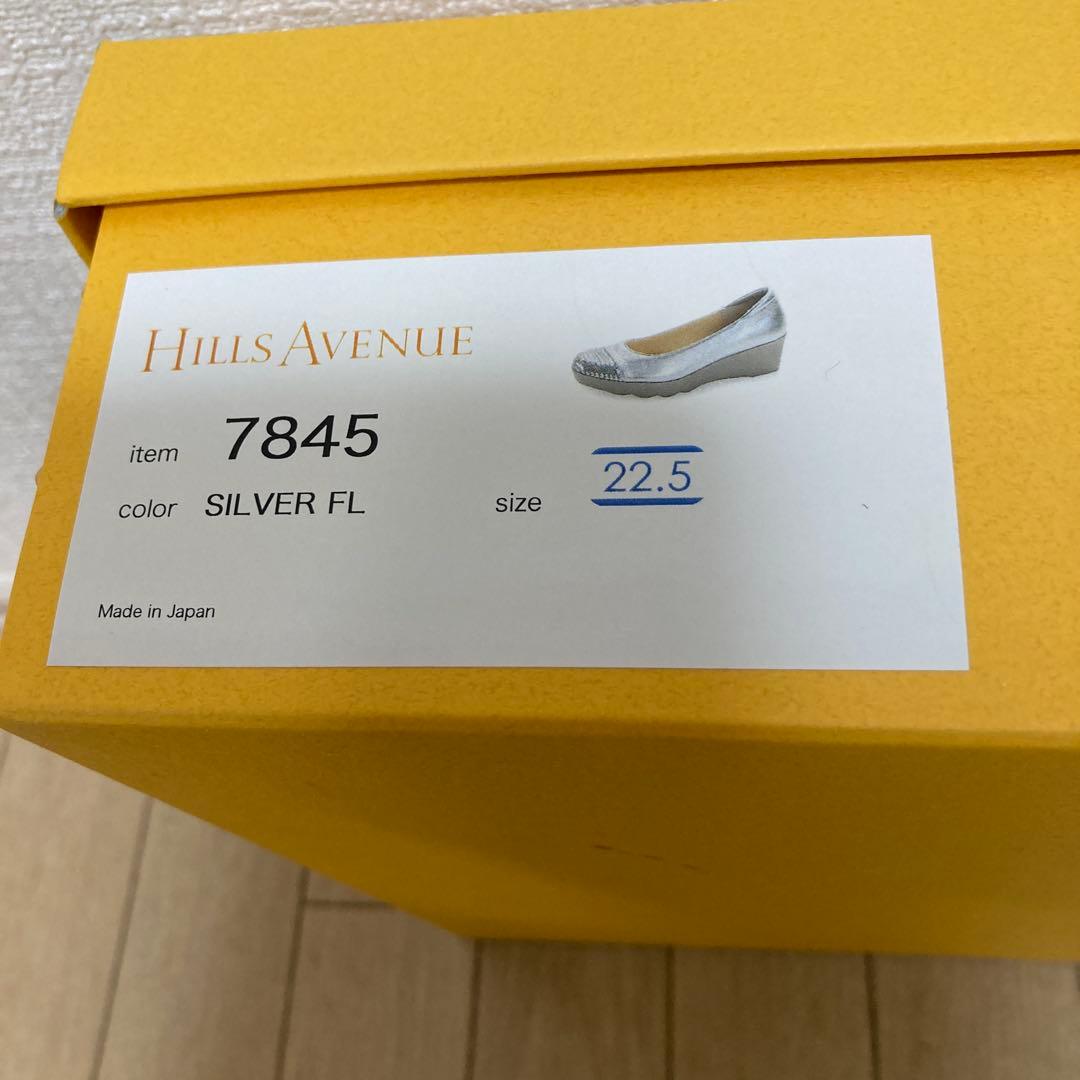 HILLS AVENUE
item 7845
color SILVER FL
size 22.5
Made in Japan